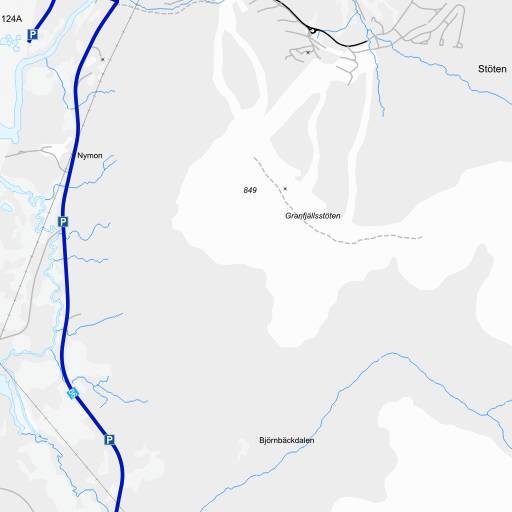 124A
P
Stöten
Nymon
849
Granfjällsstöten
P
Björnbäckdalen
P